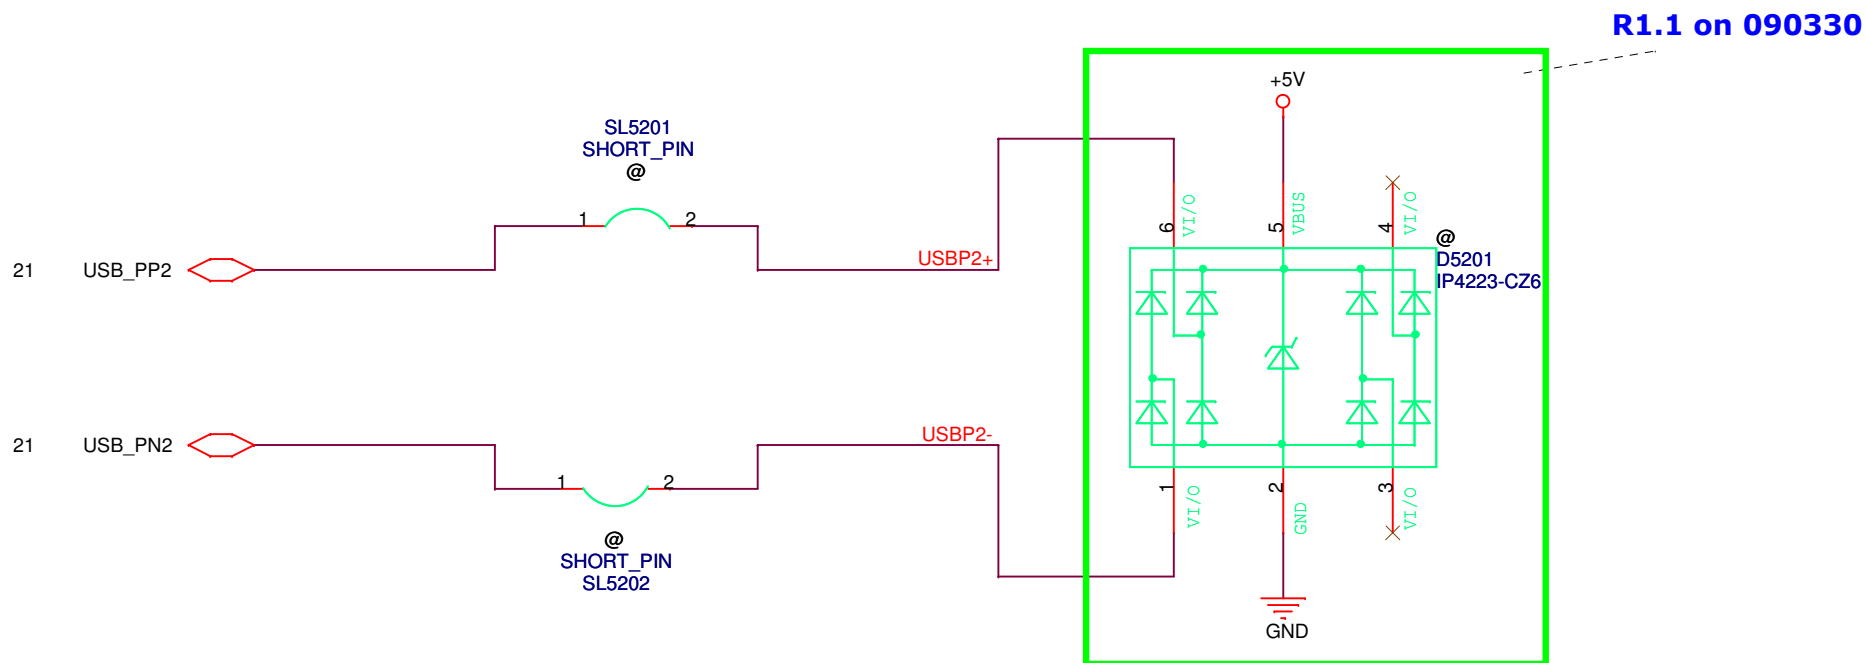 R1.1 on 090330
+5V
SL5201
SHORT_PIN
@
1 2
6 VI/O
5 VBUS
4 VI/O
@
D5201
IP4223-CZ6
21 USB_PP2
USBP2+
21 USB_PN2
USBP2-
1 2
1 VI/O
2 GND
3 VI/O
@
SHORT_PIN
SL5202
GND